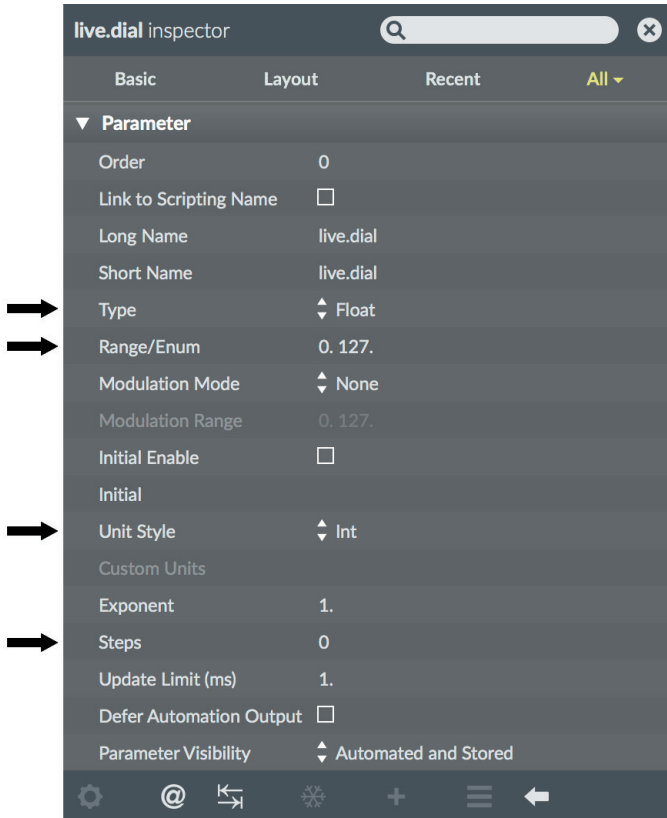 live.dial inspector
Basic Layout Recent All
Parameter
Order 0
Link to Scripting Name
Long Name live.dial
Short Name live.dial
Type Float
Range/Enum 0. 127.
Modulation Mode None
Modulation Range 0. 127.
Initial Enable
Initial
Unit Style Int
Custom Units
Exponent 1.
Steps 0
Update Limit (ms) 1.
Defer Automation Output
Parameter Visibility Automated and Stored
@